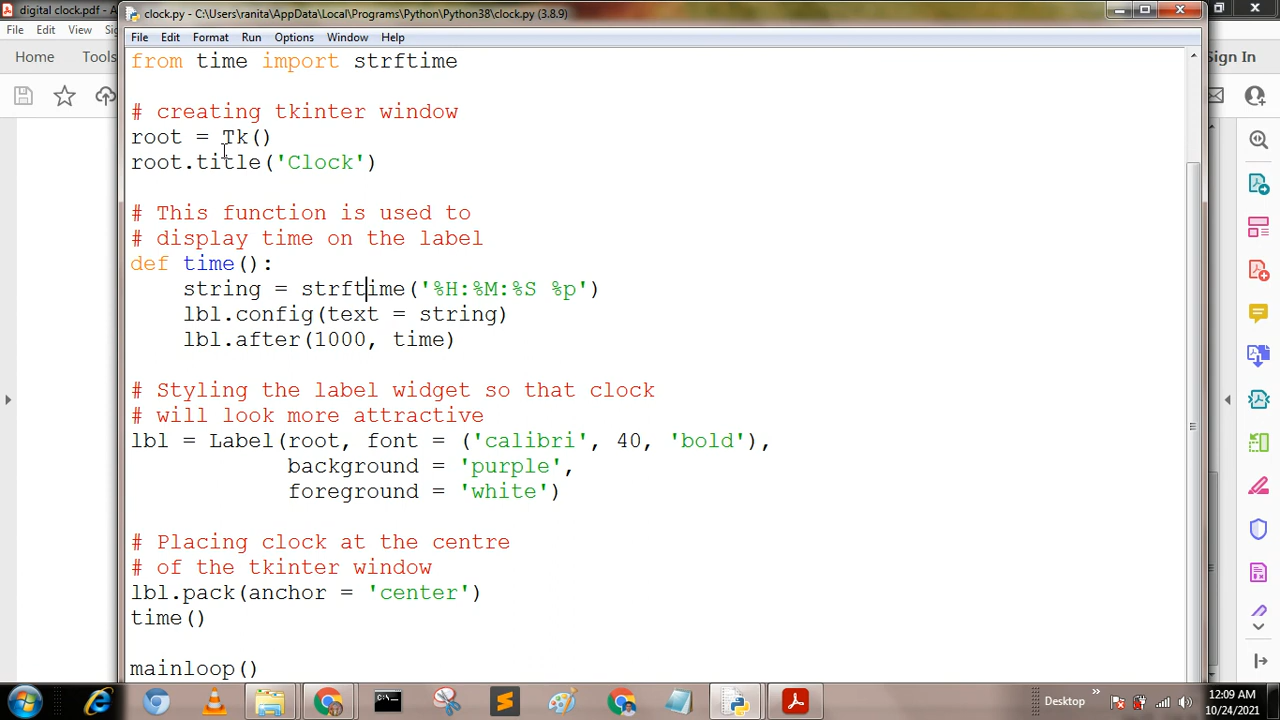 digital clock.pdf -
clock.py - C:\Users\ranita\AppData\Local\Programs\Python\Python38\clock.py (3.8.9)
File Edit View
File Edit Format Run Options Window Help
Home Tools
Sign In
from time import strftime
# creating tkinter window
root = Tk()
root.title('Clock')
# This function is used to
# display time on the label
def time():
    string = strftime('%H:%M:%S %p')
    lbl.config(text = string)
    lbl.after(1000, time)
# Styling the label widget so that clock
# will look more attractive
lbl = Label(root, font = ('calibri', 40, 'bold'),
            background = 'purple',
            foreground = 'white')
# Placing clock at the centre
# of the tkinter window
lbl.pack(anchor = 'center')
time()
mainloop()
Desktop
12:09 AM
10/24/2021